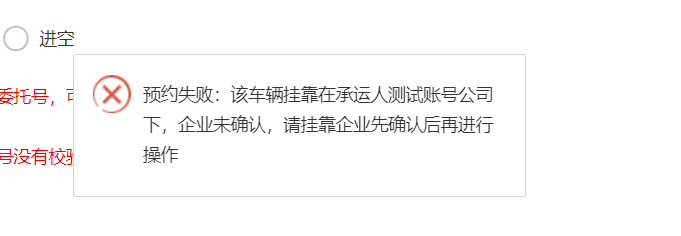 进空
委托号，可
预约失败：该车辆挂靠在承运人测试账号公司
下，企业未确认，请挂靠企业先确认后再进行
号没有校验
操作